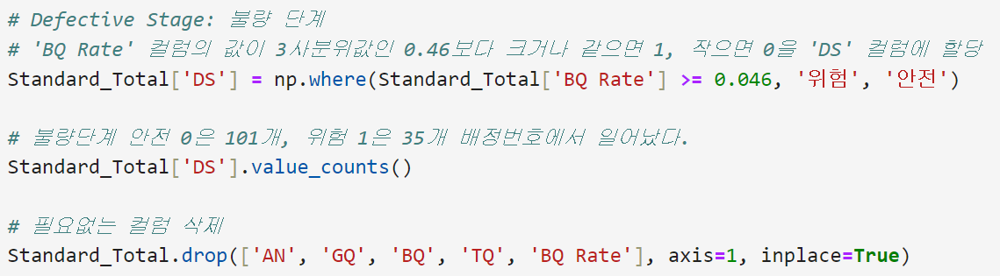 # Defective Stage: 불량 단계
# 'BQ Rate' 컬럼의 값이 3사분위값인 0.46보다 크거나 같으면 1, 작으면 0을 'DS' 컬럼에 할당
Standard_Total['DS'] = np.where(Standard_Total['BQ Rate'] >= 0.046, '위험', '안전')
# 불량단계 안전 0은 101개, 위험 1은 35개 배정번호에서 일어났다.
Standard_Total['DS'].value_counts()
# 필요없는 컬럼 삭제
Standard_Total.drop(['AN', 'GQ', 'BQ', 'TQ', 'BQ Rate'], axis=1, inplace=True)